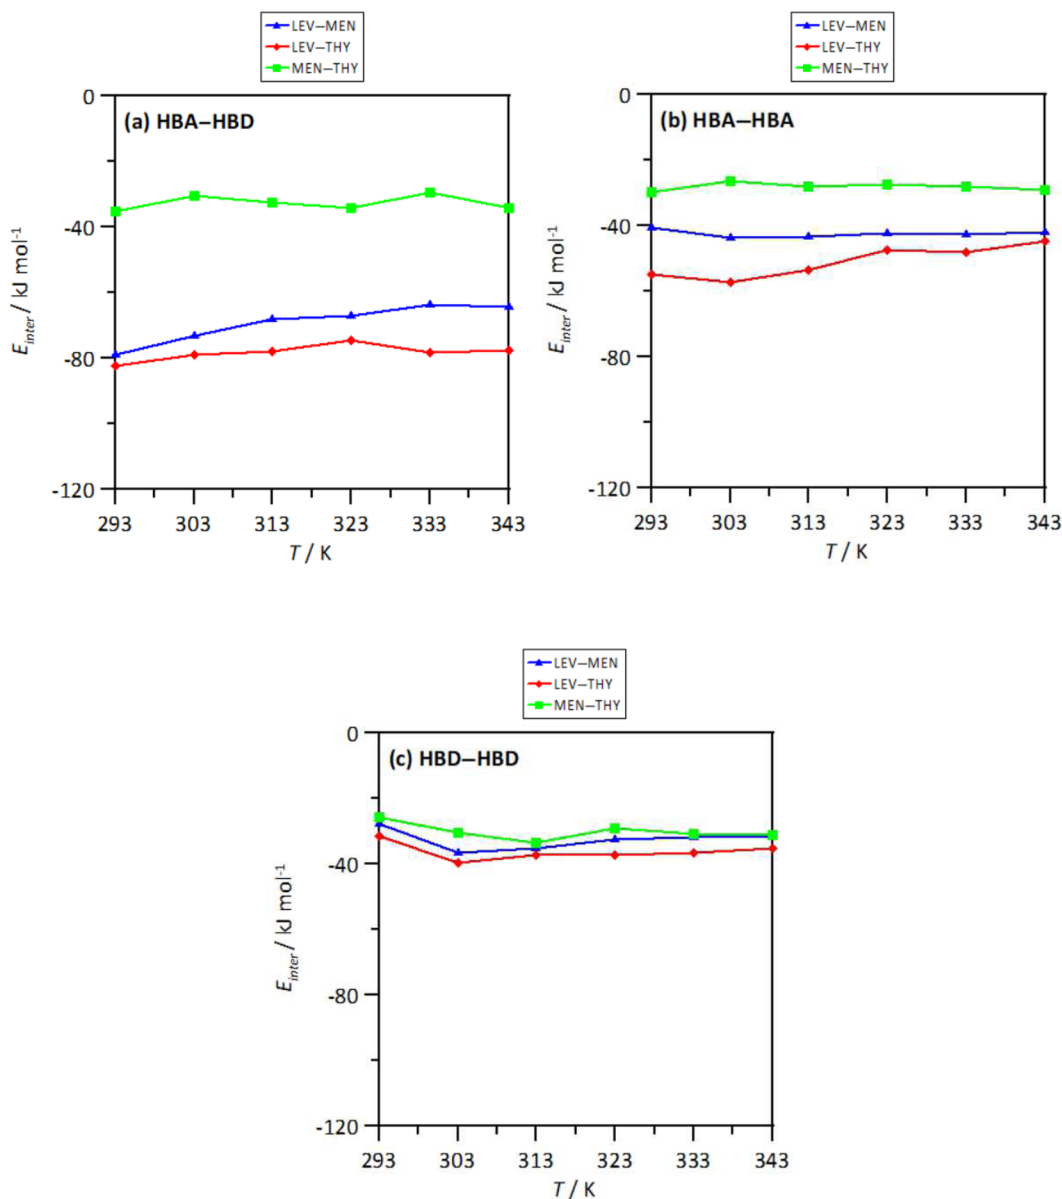 LEV—MEN
LEV—THY
MEN—THY
(a) HBA–HBD
0
-40
-80
-120
E_inter / kJ mol⁻¹
293 303 313 323 333 343
T / K
LEV—MEN
LEV—THY
MEN—THY
(b) HBA–HBA
0
-40
-80
-120
E_inter / kJ mol⁻¹
293 303 313 323 333 343
T / K
LEV—MEN
LEV—THY
MEN—THY
(c) HBD–HBD
0
-40
-80
-120
E_inter / kJ mol⁻¹
293 303 313 323 333 343
T / K